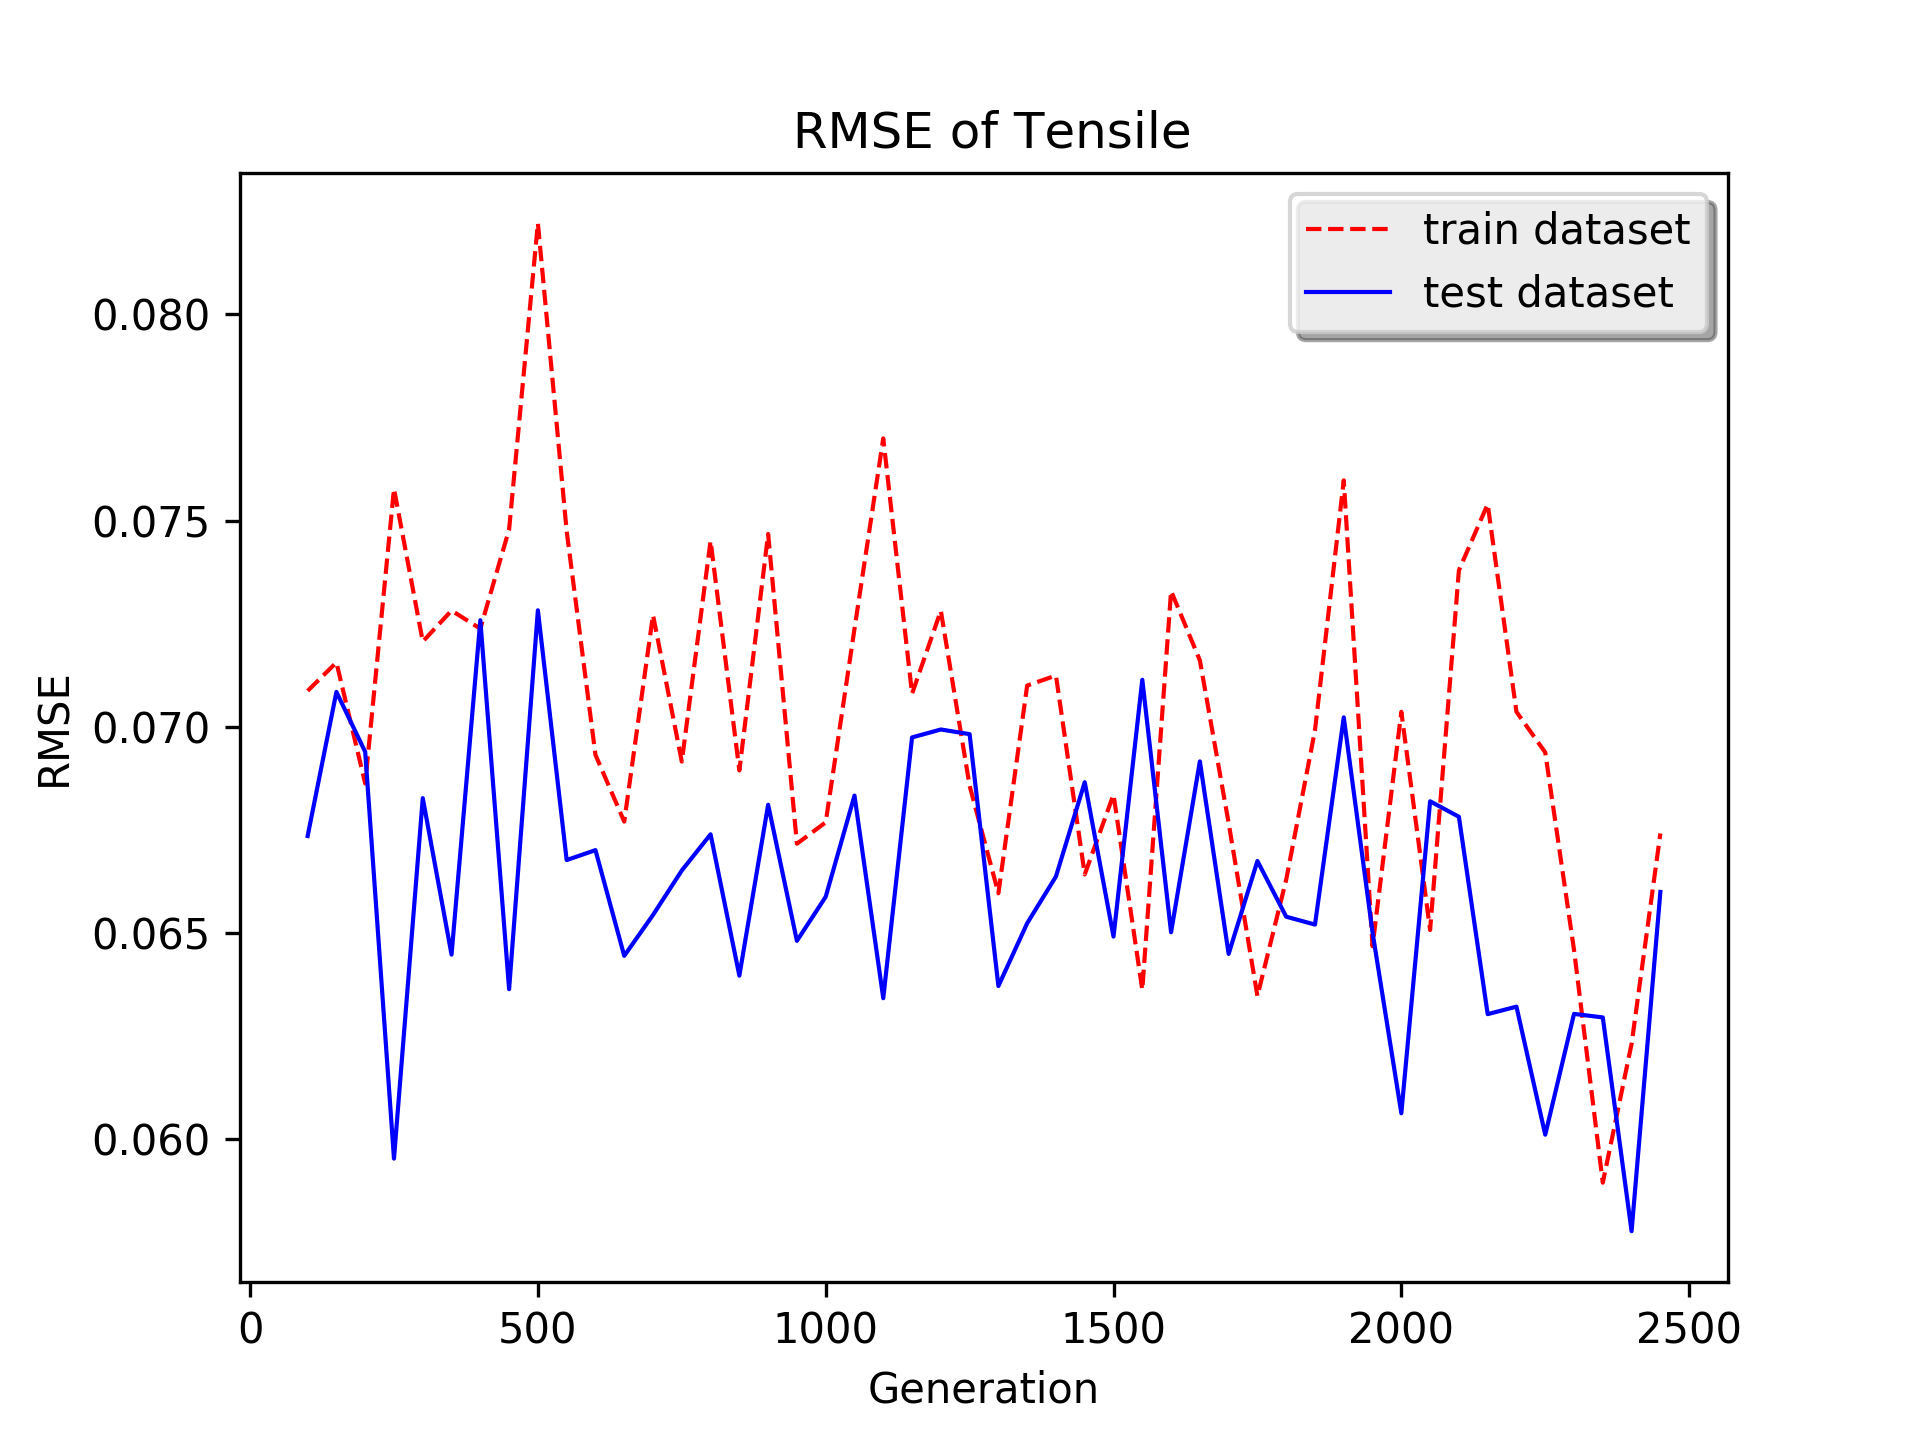 RMSE of Tensile
train dataset
test dataset
0.080
0.075
0.070
0.065
0.060
RMSE
0 500 1000 1500 2000 2500
Generation